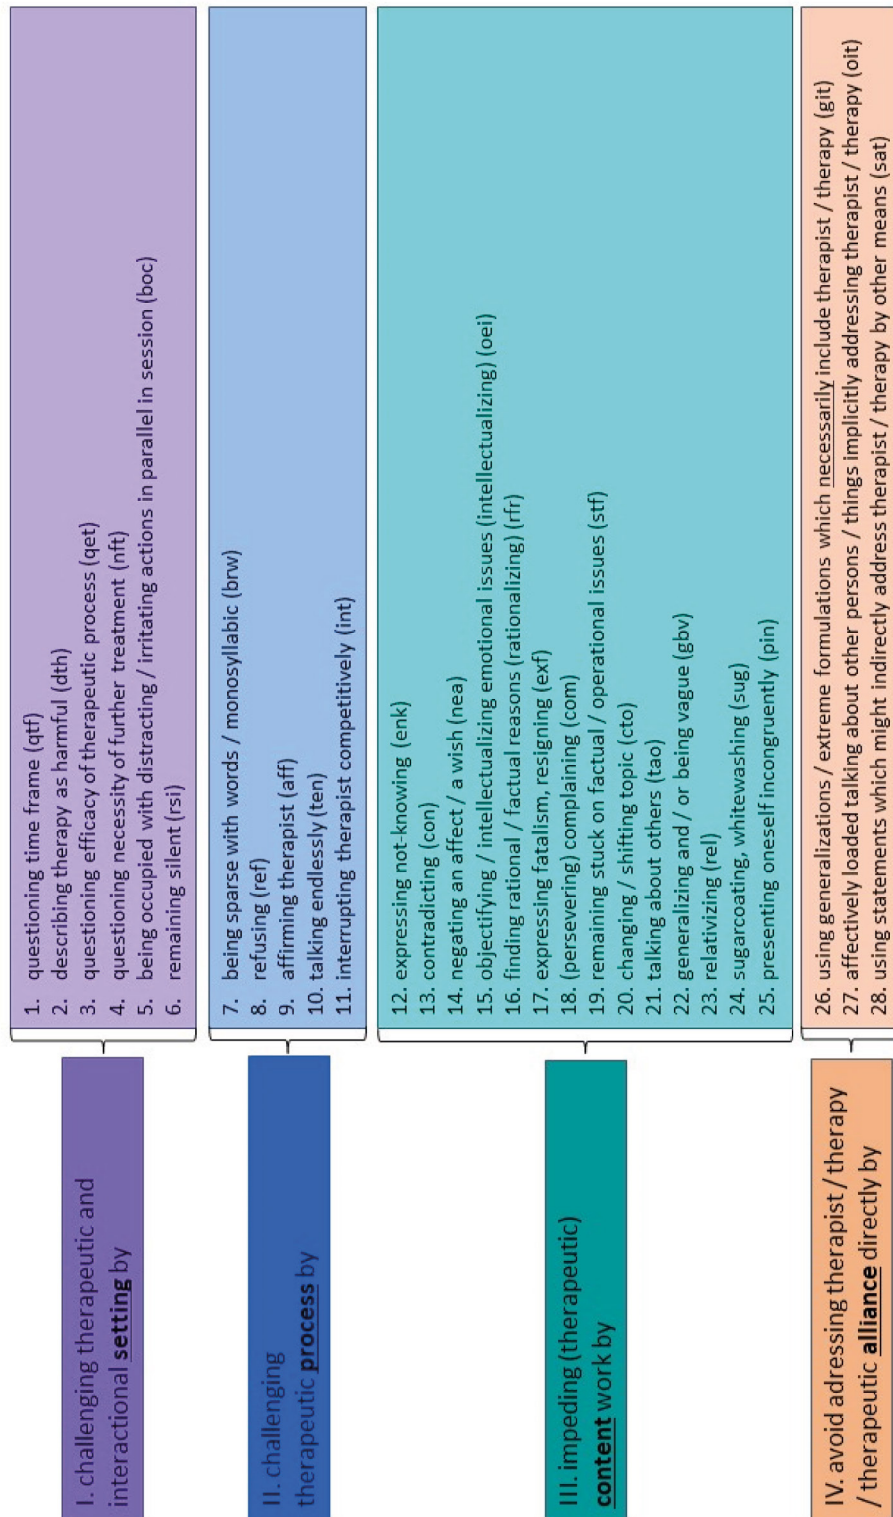 I. challenging therapeutic and
interactional setting by
1. questioning time frame (qtf)
2. describing therapy as harmful (dth)
3. questioning efficacy of therapeutic process (qet)
4. questioning necessity of further treatment (nft)
5. being occupied with distracting / irritating actions in parallel in session (boc)
6. remaining silent (rsi)
II. challenging
therapeutic process by
7. being sparse with words / monosyllabic (brw)
8. refusing (ref)
9. affirming therapist (aff)
10. talking endlessly (ten)
11. interrupting therapist competitively (int)
III. impeding (therapeutic)
content work by
12. expressing not-knowing (enk)
13. contradicting (con)
14. negating an affect / a wish (nea)
15. objectifying / intellectualizing emotional issues (intellectualizing) (oei)
16. finding rational / factual reasons (rationalizing) (rfr)
17. expressing fatalism, resigning (exf)
18. (persevering) complaining (com)
19. remaining stuck on factual / operational issues (stf)
20. changing / shifting topic (cto)
21. talking about others (tao)
22. generalizing and / or being vague (gbv)
23. relativizing (rel)
24. sugarcoating, whitewashing (sug)
25. presenting oneself incongruently (pin)
IV. avoid adressing therapist / therapy
/ therapeutic alliance directly by
26. using generalizations / extreme formulations which necessarily include therapist / therapy (git)
27. affectively loaded talking about other persons / things implicitly addressing therapist / therapy (oit)
28. using statements which might indirectly address therapist / therapy by other means (sat)